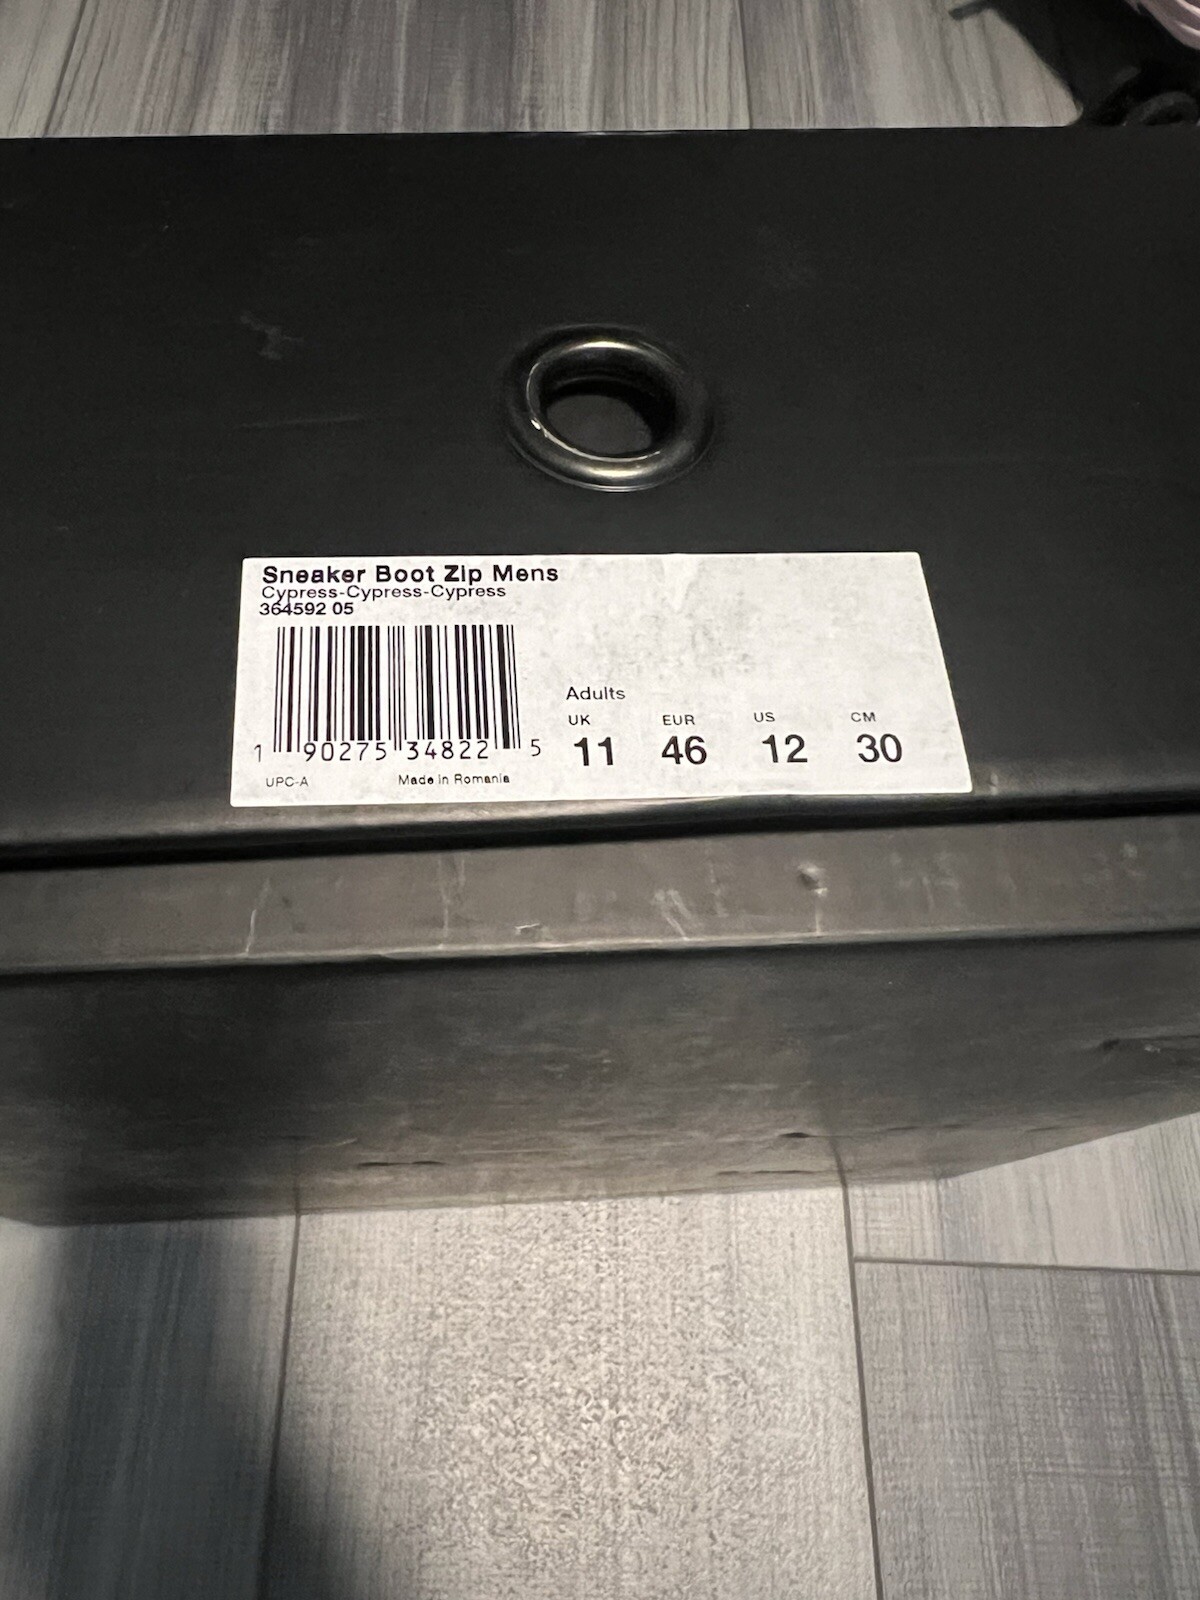 Sneaker Boot Zip Mens
Cypress-Cypress-Cypress
364592 05
1 90275 34822 5
UPC-A Made in Romania
Adults
UK EUR US CM
11 46 12 30